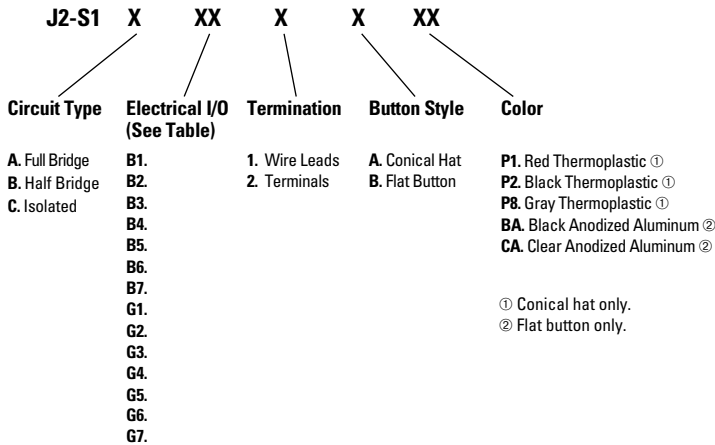 J2-S1 X XX X X XX
Circuit Type
A. Full Bridge
B. Half Bridge
C. Isolated
Electrical I/O
(See Table)
B1.
B2.
B3.
B4.
B5.
B6.
B7.
G1.
G2.
G3.
G4.
G5.
G6.
G7.
Termination
1. Wire Leads
2. Terminals
Button Style
A. Conical Hat
B. Flat Button
Color
P1. Red Thermoplastic ①
P2. Black Thermoplastic ①
P8. Gray Thermoplastic ①
BA. Black Anodized Aluminum ②
CA. Clear Anodized Aluminum ②
① Conical hat only.
② Flat button only.